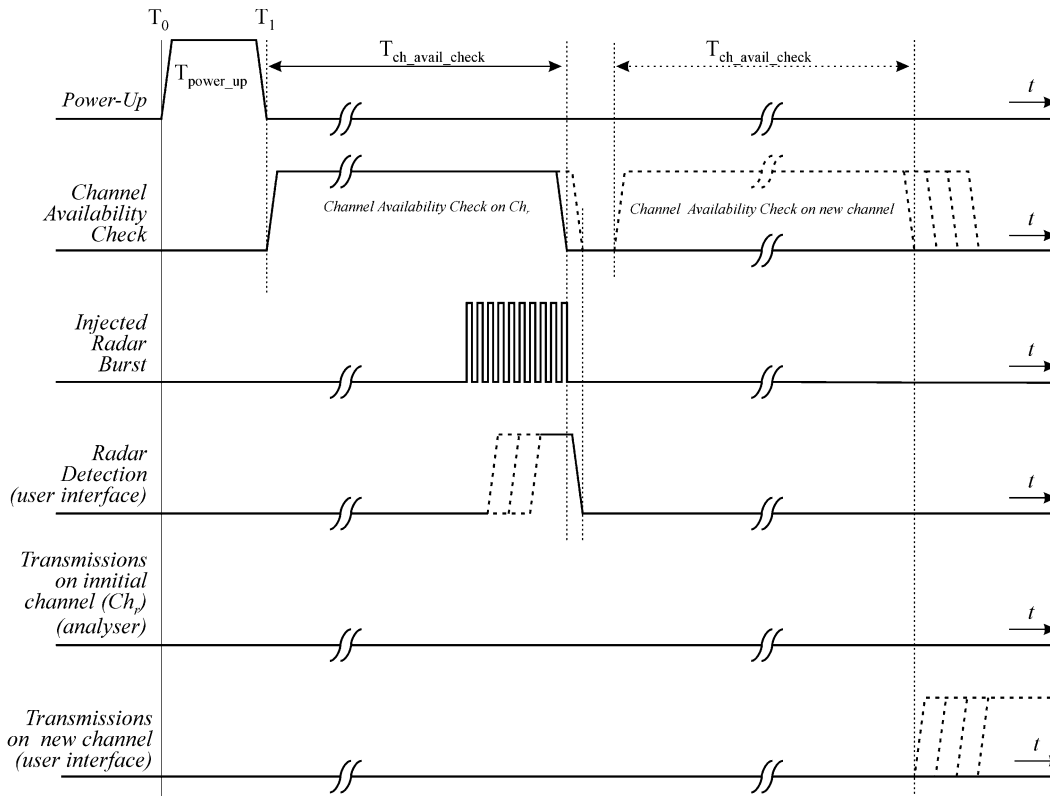 T0 T1
Tch_avail_check
Tch_avail_check
Tpower_up
Power-Up
t
Channel
Availability
Check
Channel Availability Check on Chr
Channel Availability Check on new channel
t
Injected
Radar
Burst
t
Radar
Detection
(user interface)
t
Transmissions
on innitial
channel (Chr)
(analyser)
t
Transmissions
on new channel
(user interface)
t